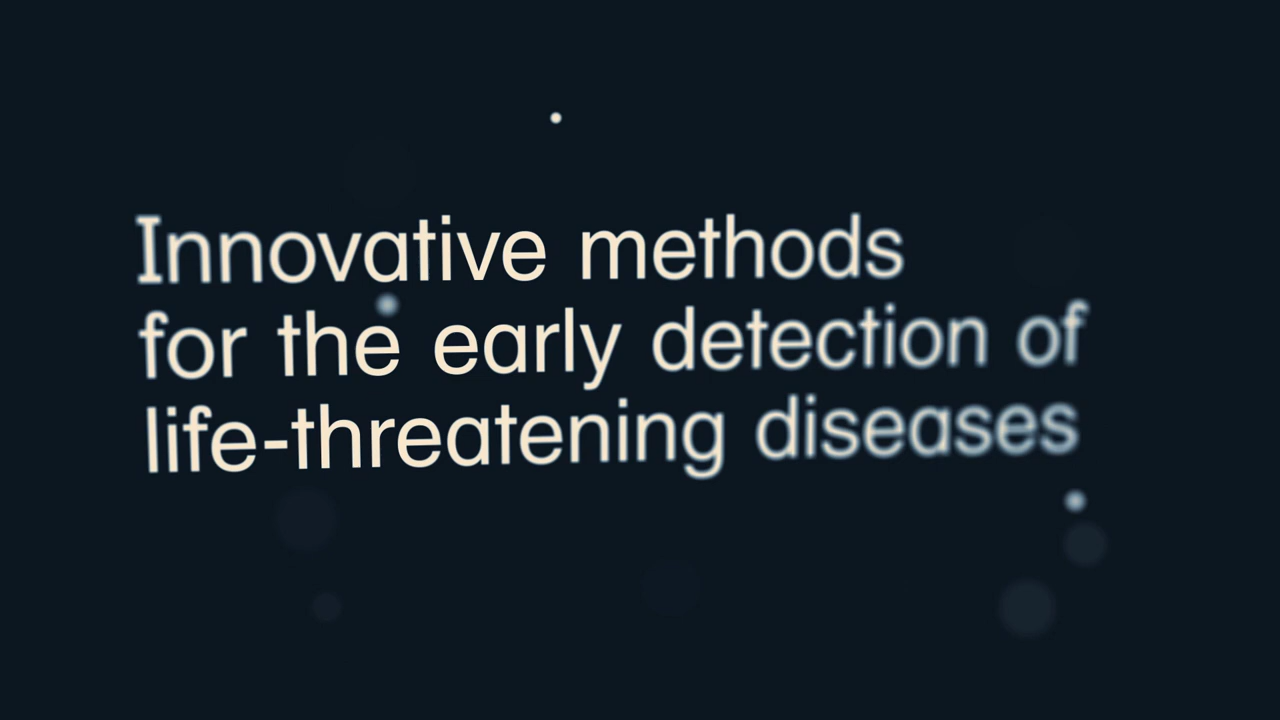 Innovative methods
for the early detection of
life-threatening diseases